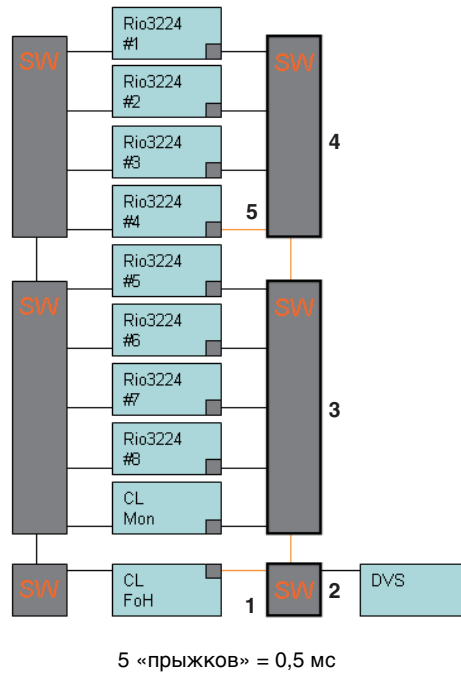 SW
Rio3224
#1
SW
Rio3224
#2
Rio3224
#3
4
Rio3224
#4
5
SW
Rio3224
#5
SW
Rio3224
#6
Rio3224
#7
3
Rio3224
#8
CL
Mon
SW
CL
FoH
1
SW
2
DVS
5 «прыжков» = 0,5 мс